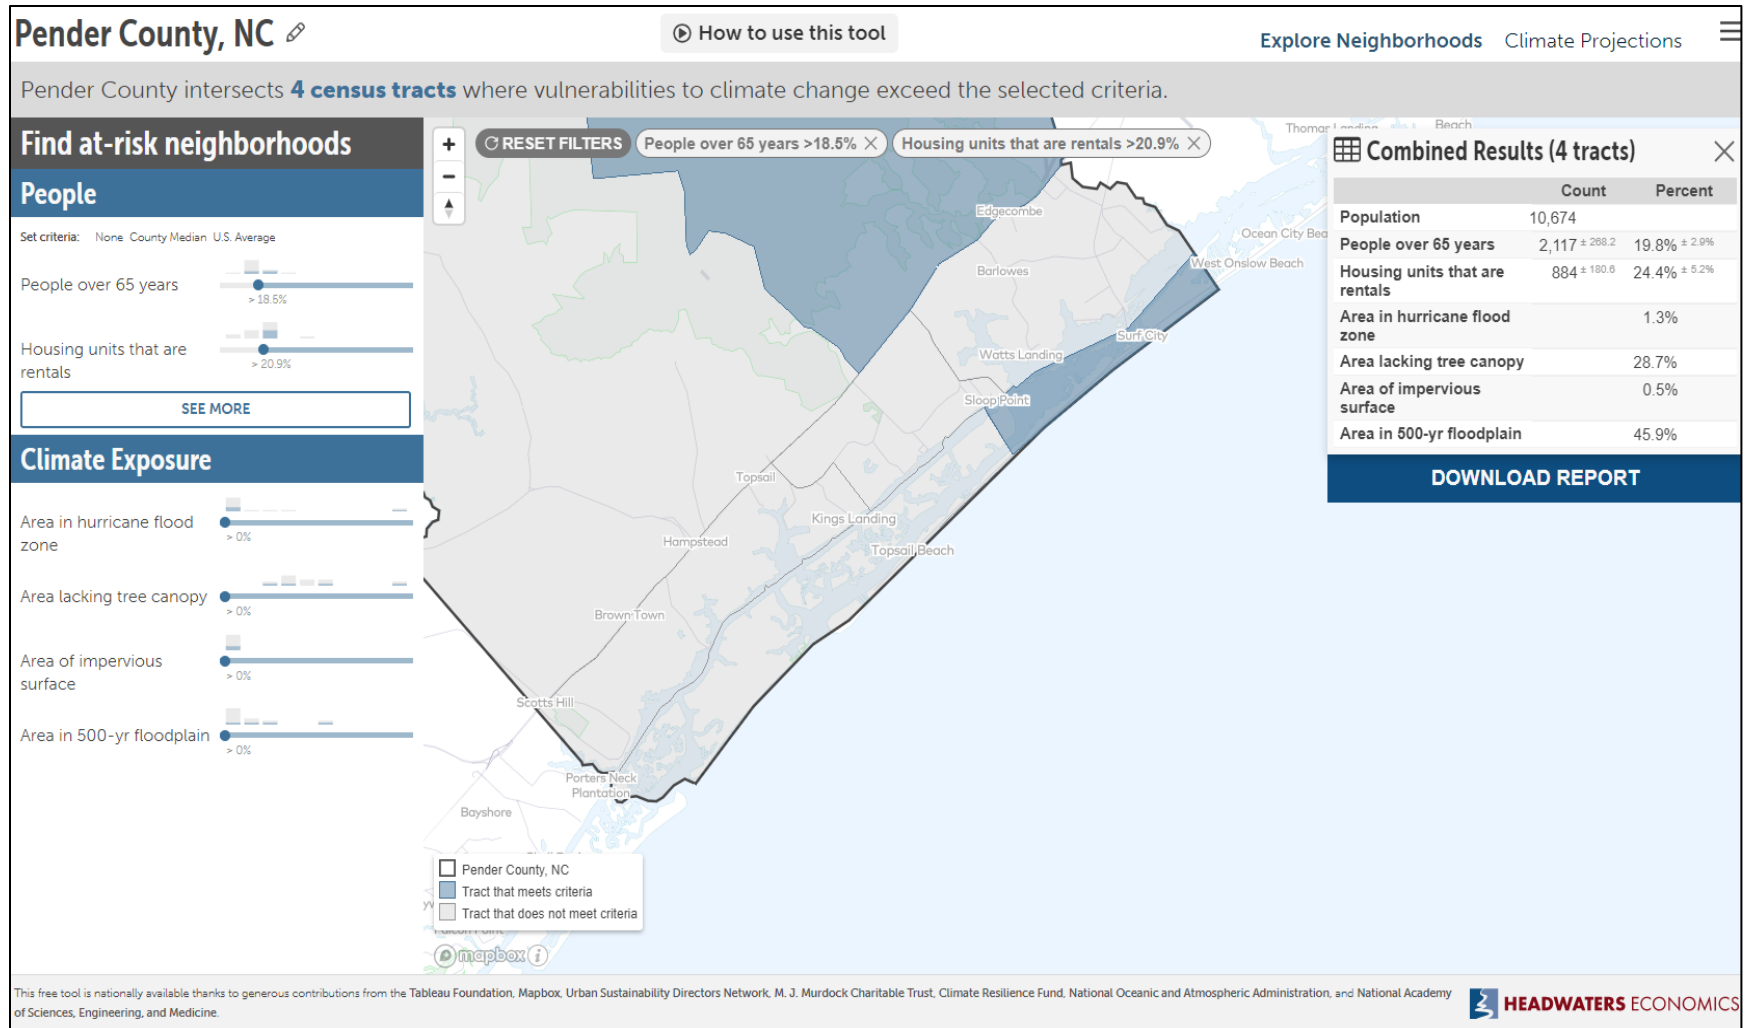 Pender County, NC
How to use this tool
Explore Neighborhoods Climate Projections
Pender County intersects 4 census tracts where vulnerabilities to climate change exceed the selected criteria.
Find at-risk neighborhoods
People
Set criteria: None County Median U.S. Average
People over 65 years
> 18.5%
Housing units that are
rentals
> 20.9%
SEE MORE
Climate Exposure
Area in hurricane flood
zone
> 0%
Area lacking tree canopy
> 0%
Area of impervious
surface
> 0%
Area in 500-yr floodplain
> 0%
+
−
RESET FILTERS People over 65 years >18.5% Housing units that are rentals >20.9%
Beach
Edgecombe
Ocean City Bea
Barlowes
West Onslow Beach
Surf City
Watts Landing
Sloop Point
Topsail
Kings Landing
Hampstead
Topsail Beach
Brown Town
Scotts Hill
Porters Neck
Plantation
Bayshore
Pender County, NC
Tract that meets criteria
Tract that does not meet criteria
mapbox
Combined Results (4 tracts)
Count Percent
Population 10,674
People over 65 years 2,117 ± 268.2 19.8% ± 2.9%
Housing units that are
rentals
884 ± 180.6 24.4% ± 5.2%
Area in hurricane flood
zone
1.3%
Area lacking tree canopy 28.7%
Area of impervious
surface
0.5%
Area in 500-yr floodplain 45.9%
DOWNLOAD REPORT
This free tool is nationally available thanks to generous contributions from the Tableau Foundation, Mapbox, Urban Sustainability Directors Network, M. J. Murdock Charitable Trust, Climate Resilience Fund, National Oceanic and Atmospheric Administration, and National Academy
of Sciences, Engineering, and Medicine.
HEADWATERS ECONOMICS